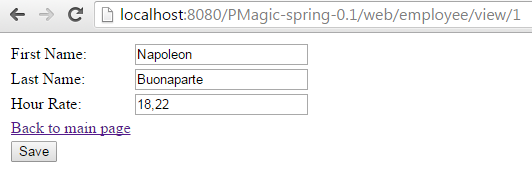 localhost:8080/PMagic-spring-0.1/web/employee/view/1
First Name: Napoleon
Last Name: Buonaparte
Hour Rate: 18,22
Back to main page
Save